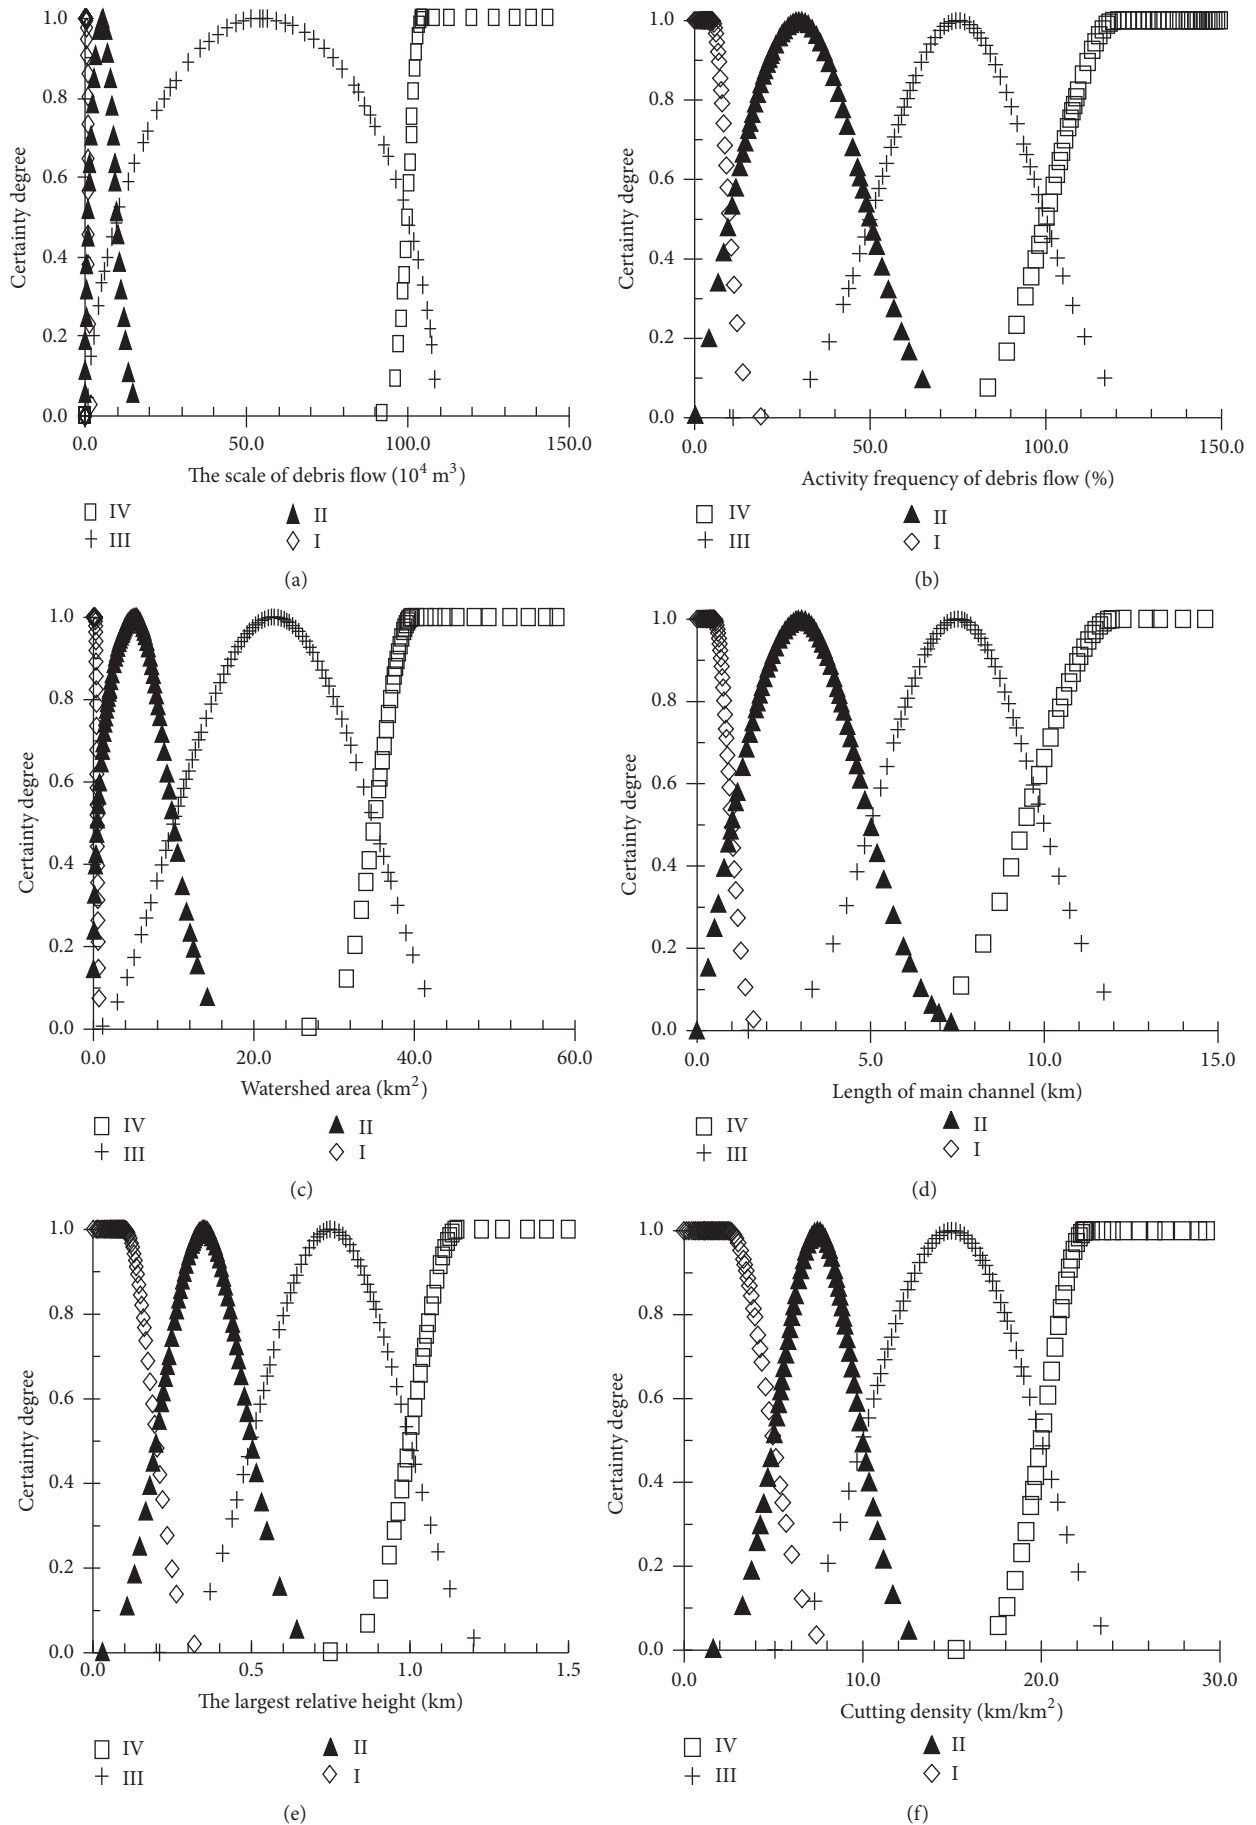 1.0
0.8
0.6
0.4
0.2
0.0
Certainty degree
0.0 50.0 100.0 150.0
The scale of debris flow (10⁴ m³)
IV II
III I
(a)
1.0
0.8
0.6
0.4
0.2
0.0
Certainty degree
0.0 50.0 100.0 150.0
Activity frequency of debris flow (%)
IV II
III I
(b)
1.0
0.8
0.6
0.4
0.2
0.0
Certainty degree
0.0 20.0 40.0 60.0
Watershed area (km²)
IV II
III I
(c)
1.0
0.8
0.6
0.4
0.2
0.0
Certainty degree
0.0 5.0 10.0 15.0
Length of main channel (km)
IV II
III I
(d)
1.0
0.8
0.6
0.4
0.2
0.0
Certainty degree
0.0 0.5 1.0 1.5
The largest relative height (km)
IV II
III I
(e)
1.0
0.8
0.6
0.4
0.2
0.0
Certainty degree
0.0 10.0 20.0 30.0
Cutting density (km/km²)
IV II
III I
(f)